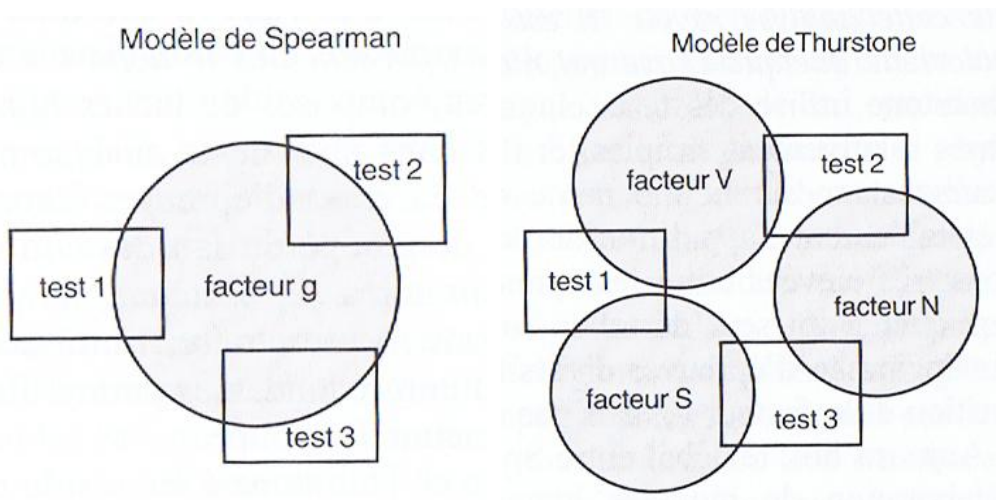 Modèle de Spearman
test 2
test 1
facteur g
test 3
Modèle deThurstone
facteur V
test 2
test 1
facteur N
facteur S
test 3